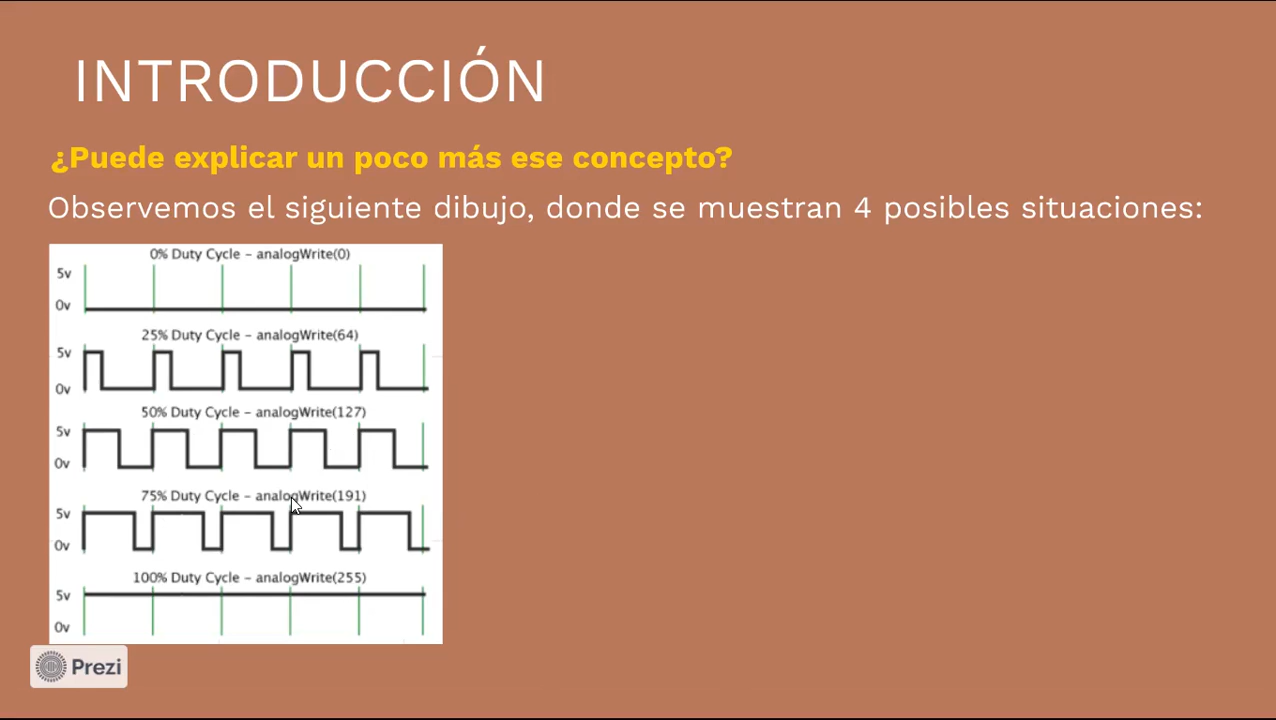 INTRODUCCIÓN
¿Puede explicar un poco más ese concepto?
Observemos el siguiente dibujo, donde se muestran 4 posibles situaciones:
0% Duty Cycle – analogWrite(0)
5v
0v
25% Duty Cycle – analogWrite(64)
5v
0v
50% Duty Cycle – analogWrite(127)
5v
0v
75% Duty Cycle – analogWrite(191)
5v
0v
100% Duty Cycle – analogWrite(255)
5v
0v
Prezi